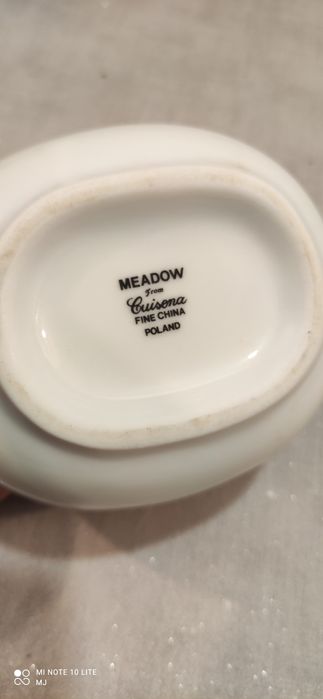 MEADOW
from
Cuisena
FINE CHINA
POLAND
MI NOTE 10 LITE
MJ